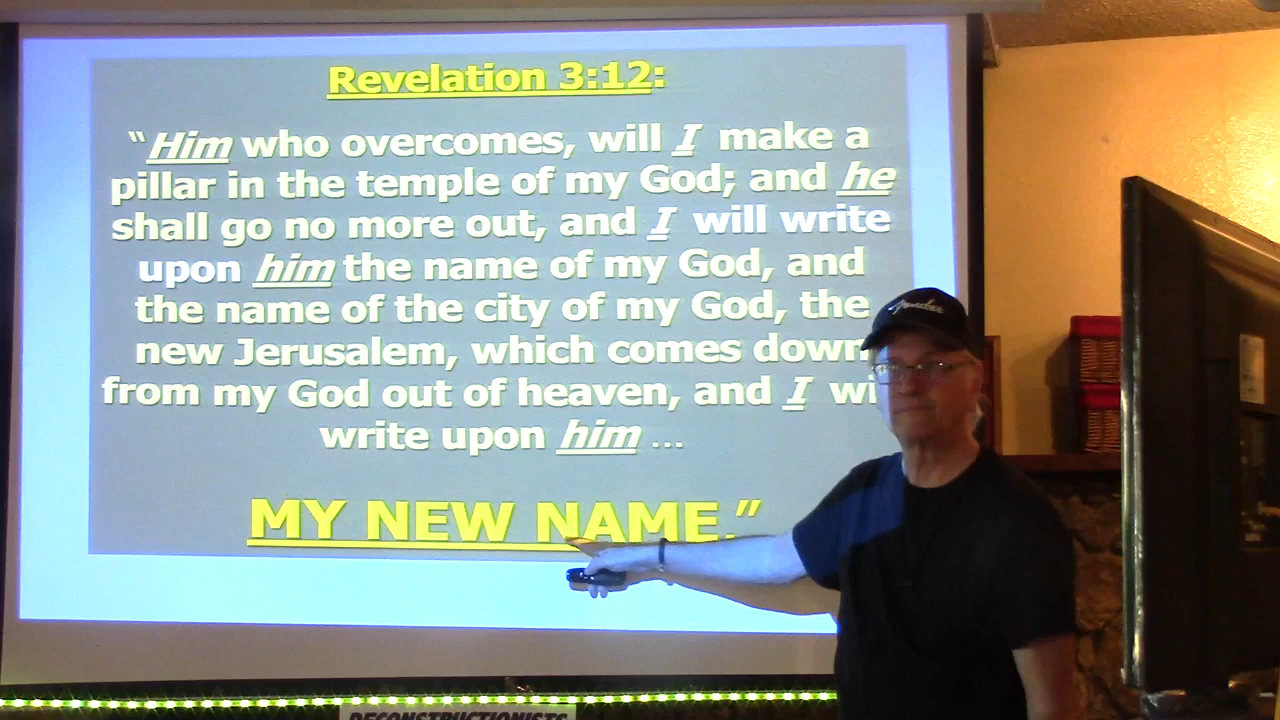 Revelation 3:12:
“Him who overcomes, will I make a
pillar in the temple of my God; and he
shall go no more out, and I will write
upon him the name of my God, and
the name of the city of my God, the
new Jerusalem, which comes down
from my God out of heaven, and I wi
write upon him ...
MY NEW NAME.”
Fender
DECONSTRUCTIONISTS